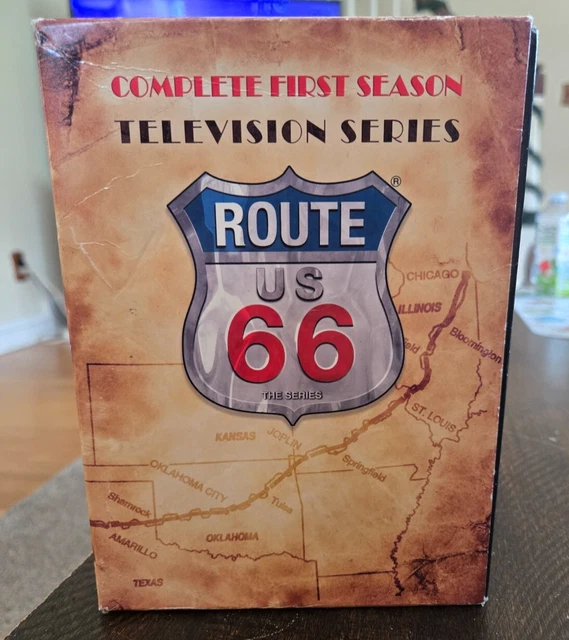 COMPLETE FIRST SEASON
TELEVISION SERIES
®
ROUTE
US
66
THE SERIES
CHICAGO
ILLINOIS
Bloomington
field
ST. LOUIS
KANSAS
JOPLIN
Springfield
OKLAHOMA CITY
Tulsa
Shamrock
OKLAHOMA
AMARILLO
TEXAS